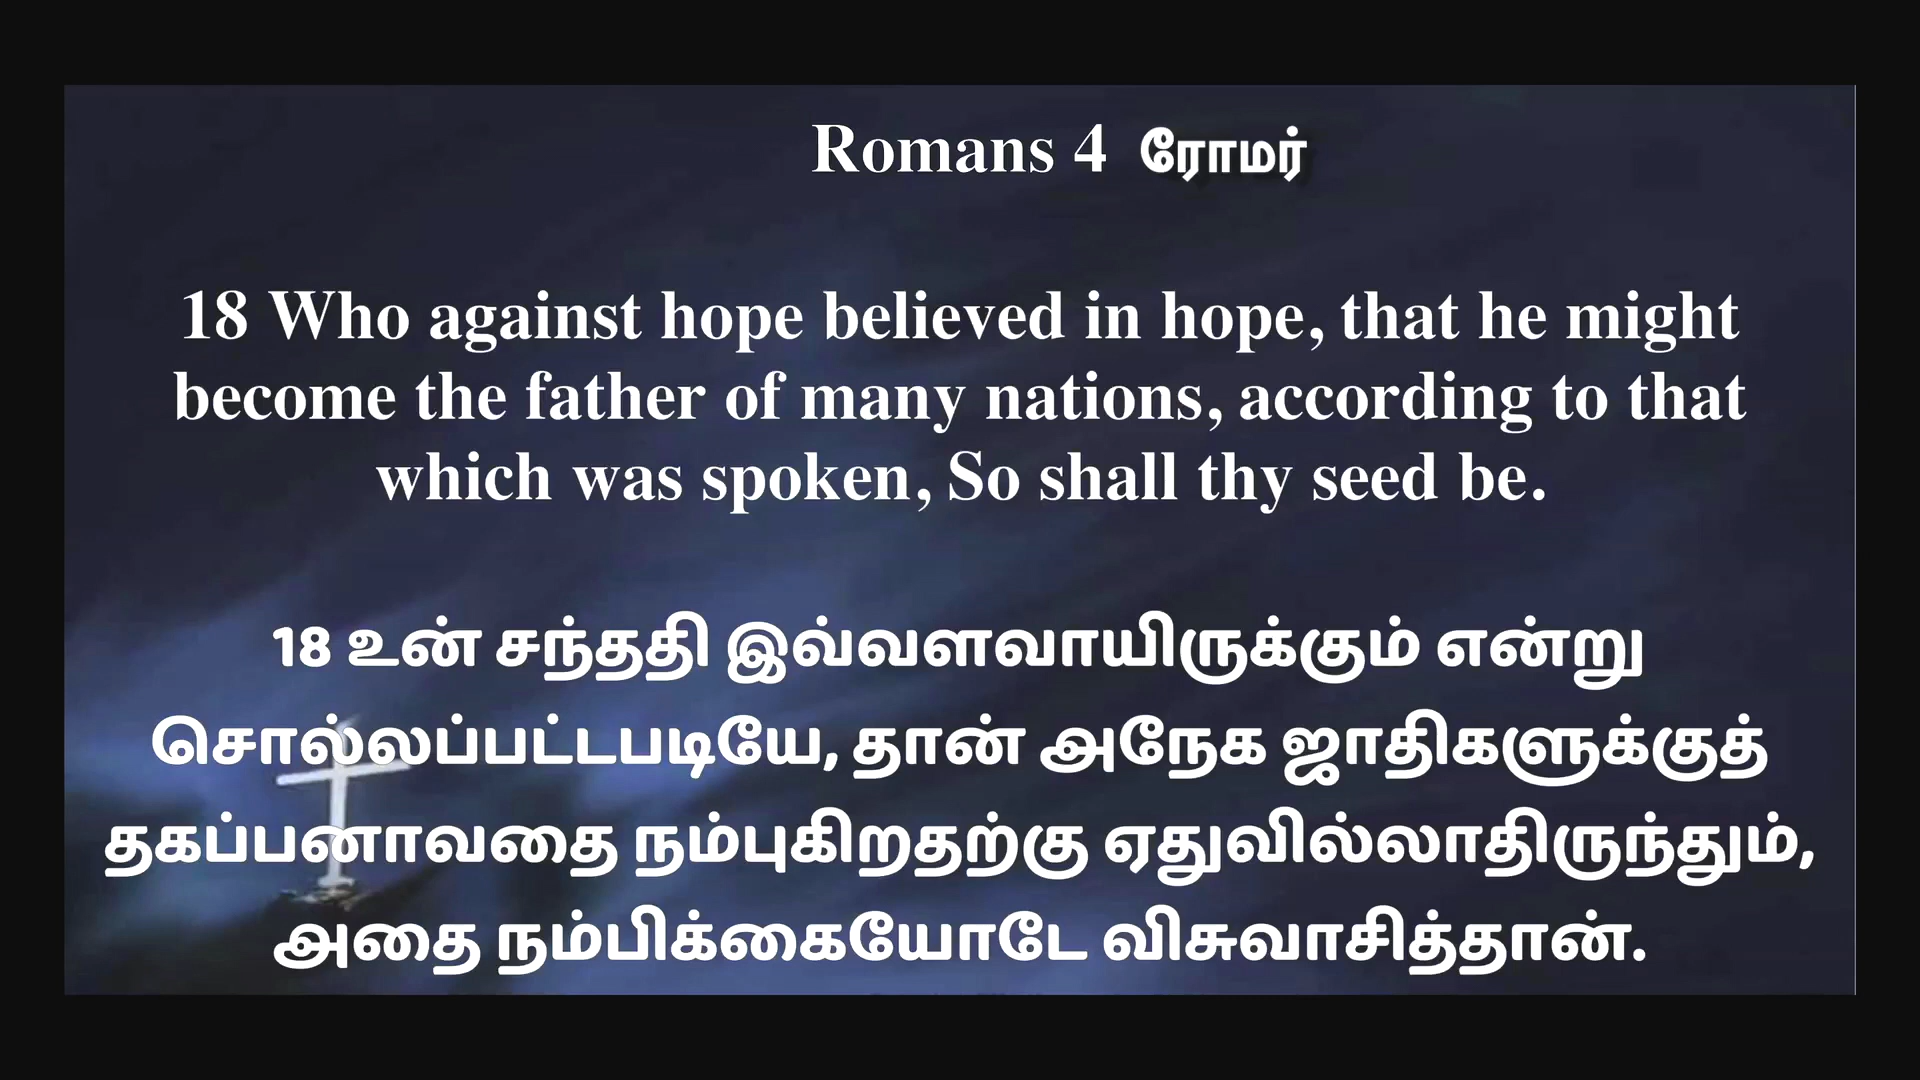 Romans 4 ரோமர்
18 Who against hope believed in hope, that he might
become the father of many nations, according to that
which was spoken, So shall thy seed be.
18 உன் சந்ததி இவ்வளவாயிருக்கும் என்று
சொல்லப்பட்டபடியே, தான் அநேக ஜாதிகளுக்குத்
தகப்பனாவதை நம்புகிறதற்கு ஏதுவில்லாதிருந்தும்,
அதை நம்பிக்கையோடே விசுவாசித்தான்.